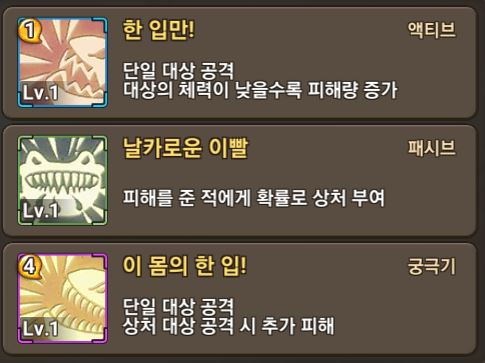 1
한 입만!
액티브
단일 대상 공격
대상의 체력이 낮을수록 피해량 증가
Lv.1
날카로운 이빨
패시브
피해를 준 적에게 확률로 상처 부여
Lv.1
4
이 몸의 한 입!
궁극기
단일 대상 공격
상처 대상 공격 시 추가 피해
Lv.1